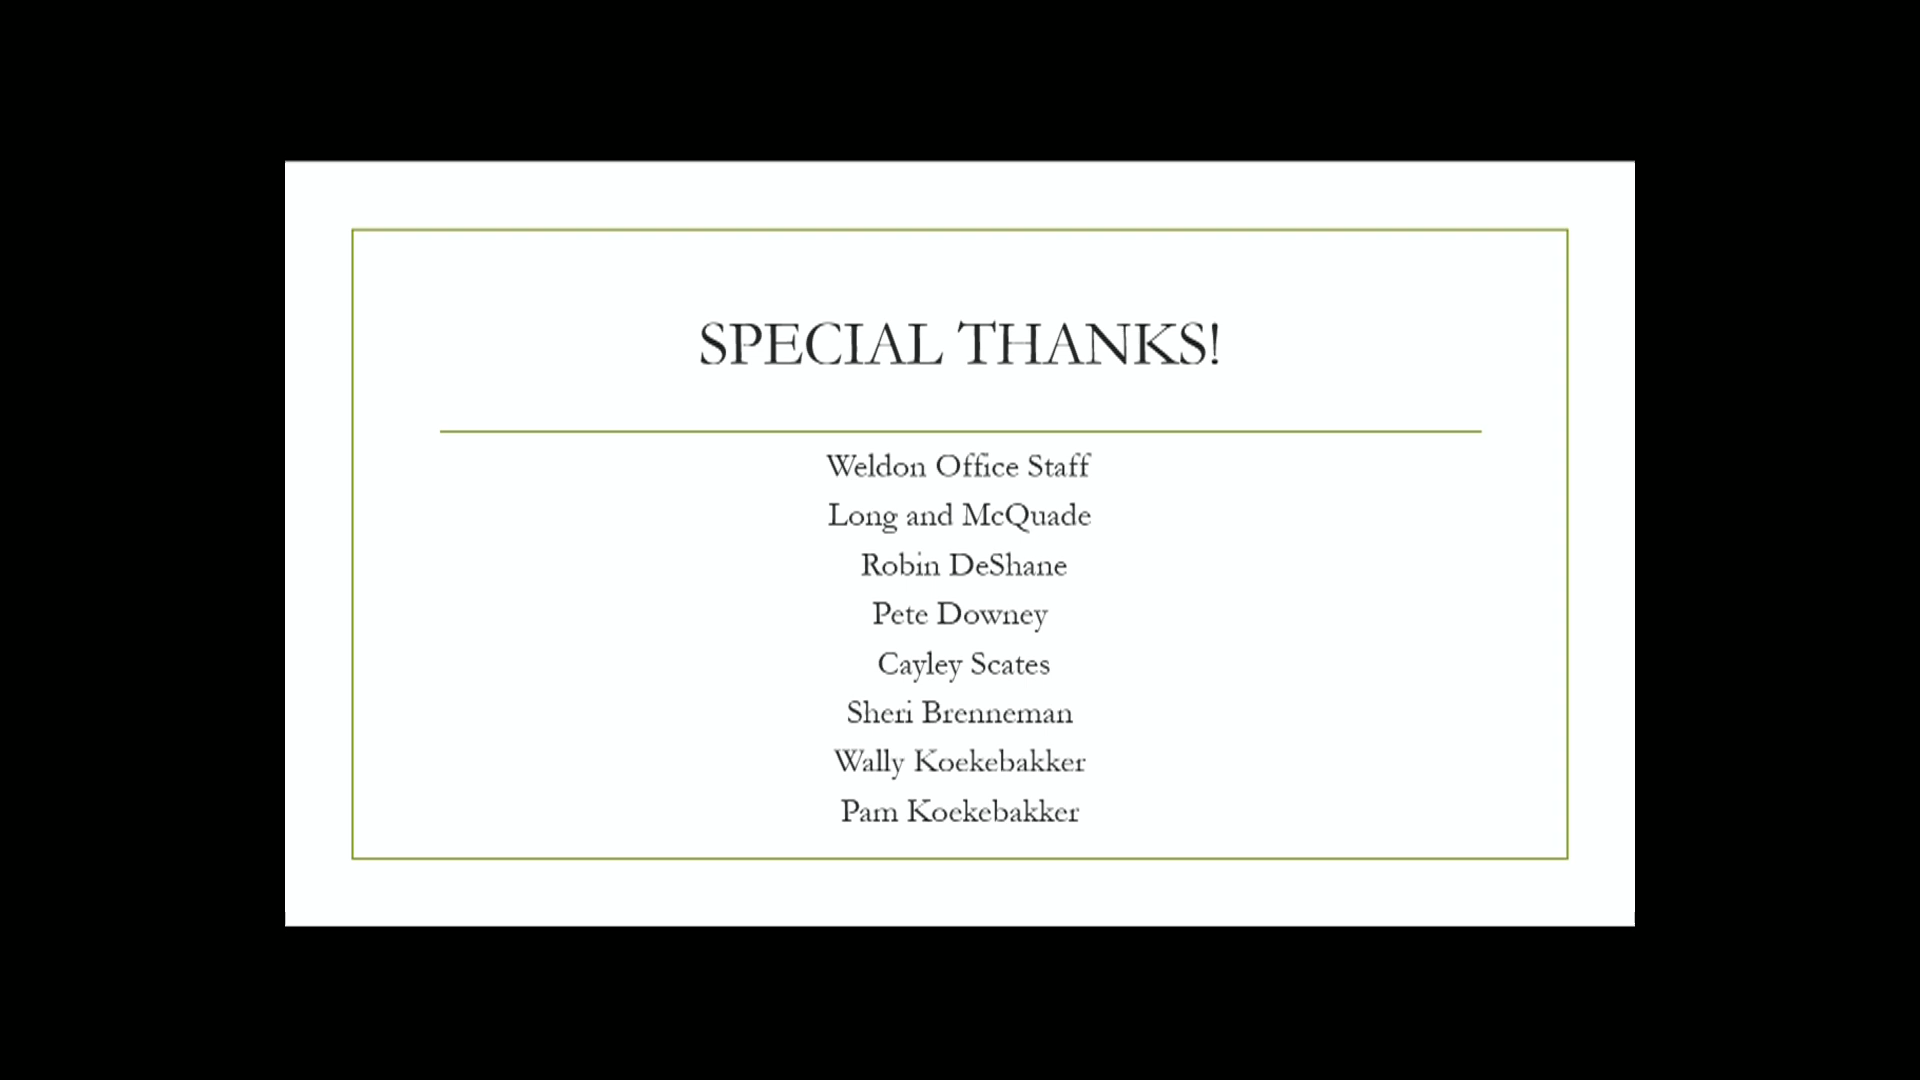 SPECIAL THANKS!
Weldon Office Staff
Long and McQuade
Robin DeShane
Pete Downey
Cayley Scates
Sheri Brenneman
Wally Koekebakker
Pam Koekebakker